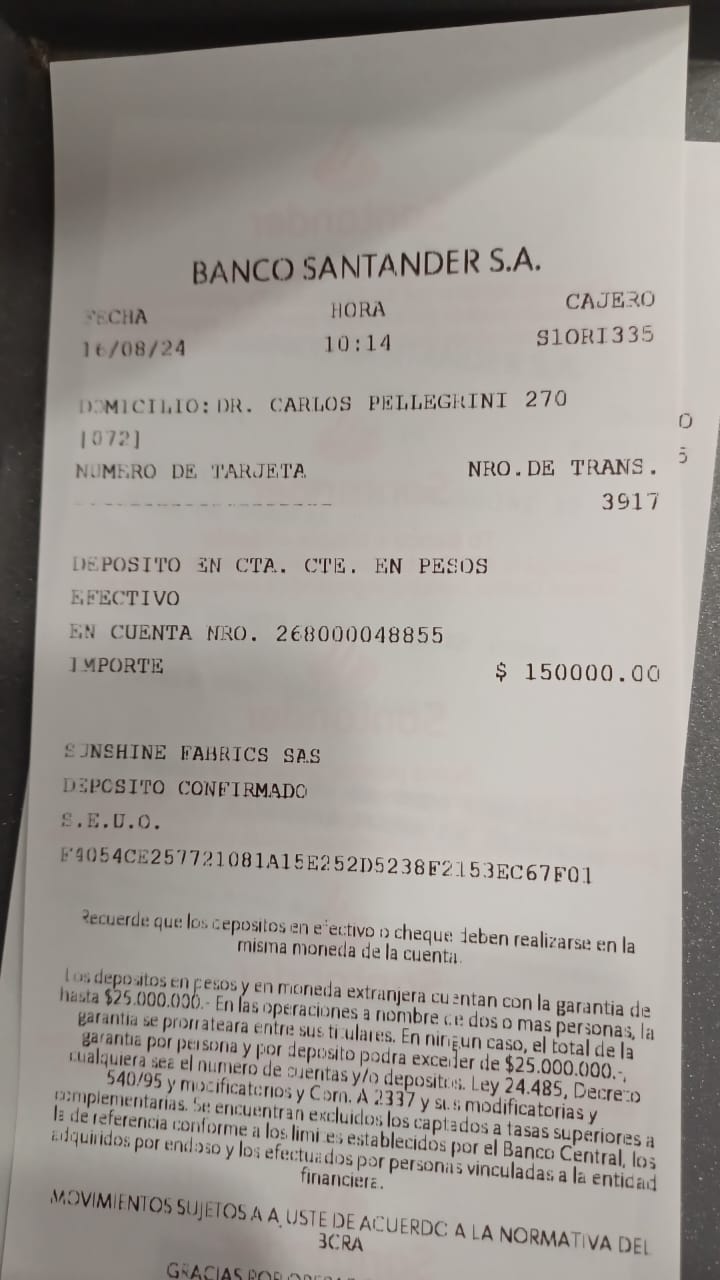 BANCO SANTANDER S.A.
FECHA HORA CAJERO
16/08/24 10:14 S1ORI335
DOMICILIO: DR. CARLOS PELLEGRINI 270
[072]
NUMERO DE TARJETA NRO. DE TRANS.
------------------- 3917
DEPOSITO EN CTA. CTE. EN PESOS
EFECTIVO
EN CUENTA NRO. 268000048855
IMPORTE $ 150000.00
SUNSHINE FABRICS SAS
DEPOSITO CONFIRMADO
S.E.U.O.
F4054CE257721081A15E252D5238F2153EC67F01
Recuerde que los depositos en efectivo o cheque deben realizarse en la
misma moneda de la cuenta.
Los depositos en pesos y en moneda extranjera cuentan con la garantia de
hasta $25.000.000.- En las operaciones a nombre de dos o mas personas, la
garantia se prorrateara entre sus titulares. En ningun caso, el total de la
garantia por persona y por deposito podra exceder de $25.000.000.-,
cualquiera sea el numero de cuentas y/o depositos. Ley 24.485, Decreto
540/95 y modificatorios y Com. A 2337 y sus modificatorias y
complementarias. Se encuentran excluidos los captados a tasas superiores a
la de referencia conforme a los limites establecidos por el Banco Central, los
adquiridos por endoso y los efectuados por personas vinculadas a la entidad
financiera.
MOVIMIENTOS SUJETOS A AJUSTE DE ACUERDO A LA NORMATIVA DEL
BCRA
GRACIAS POR